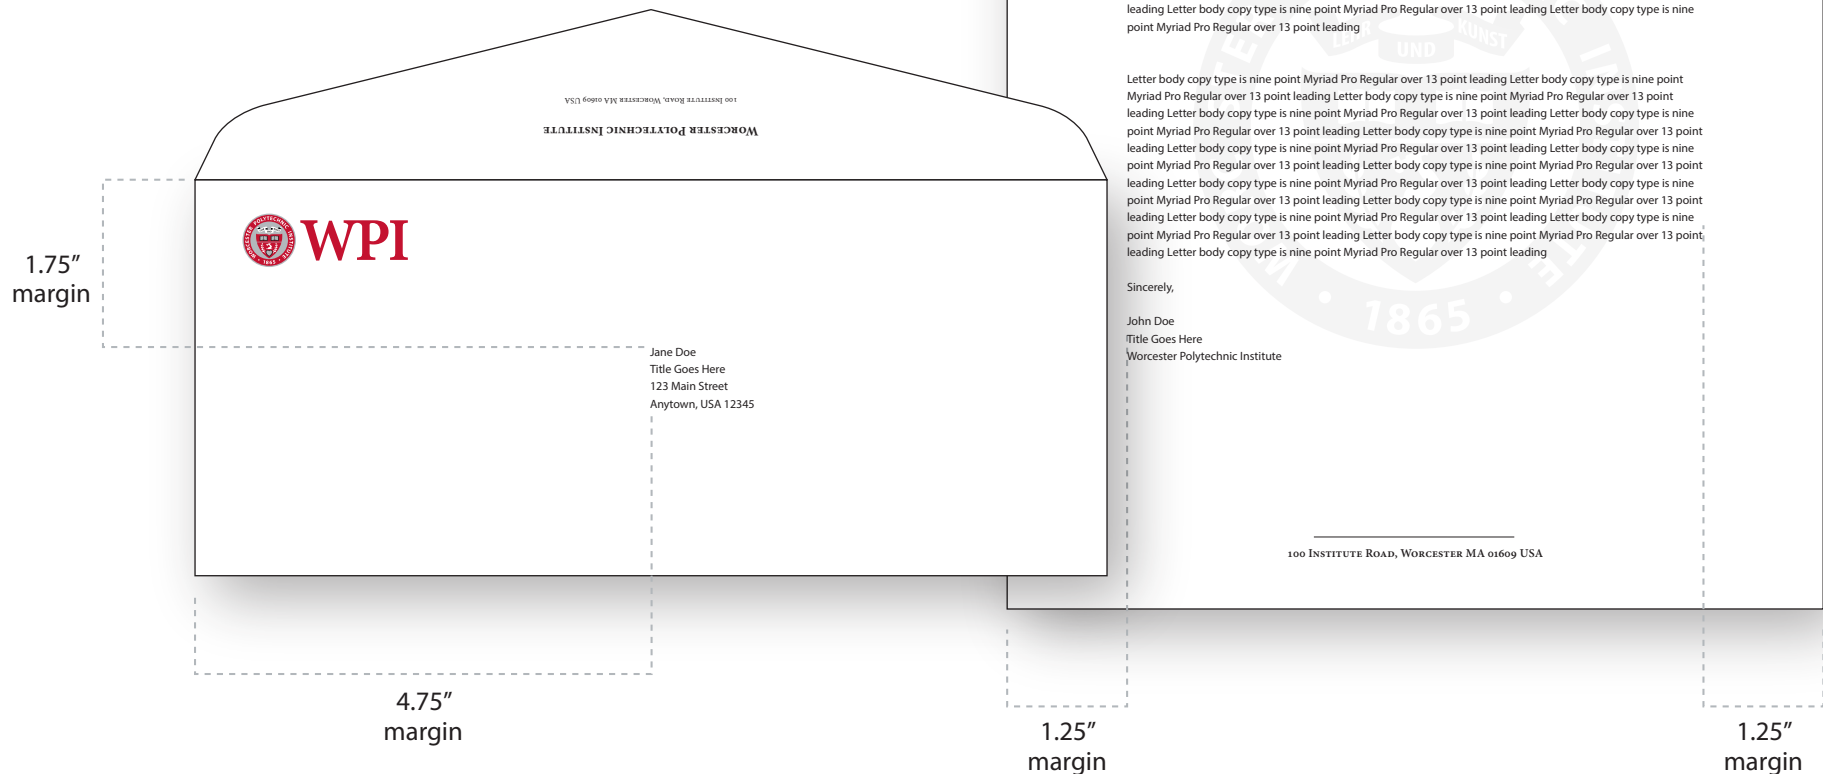 100 Institute Road, Worcester MA 01609 USA
Worcester Polytechnic Institute
WORCESTER POLYTECHNIC INSTITUTE
• 1865 •
WPI
1.75″
margin
Jane Doe
Title Goes Here
123 Main Street
Anytown, USA 12345
4.75″
margin
leading Letter body copy type is nine point Myriad Pro Regular over 13 point leading Letter body copy type is nine
point Myriad Pro Regular over 13 point leading
LEHR
UND
KUNST
Letter body copy type is nine point Myriad Pro Regular over 13 point leading Letter body copy type is nine point
Myriad Pro Regular over 13 point leading Letter body copy type is nine point Myriad Pro Regular over 13 point
leading Letter body copy type is nine point Myriad Pro Regular over 13 point leading Letter body copy type is nine
point Myriad Pro Regular over 13 point leading Letter body copy type is nine point Myriad Pro Regular over 13 point
leading Letter body copy type is nine point Myriad Pro Regular over 13 point leading Letter body copy type is nine
point Myriad Pro Regular over 13 point leading Letter body copy type is nine point Myriad Pro Regular over 13 point
leading Letter body copy type is nine point Myriad Pro Regular over 13 point leading Letter body copy type is nine
point Myriad Pro Regular over 13 point leading Letter body copy type is nine point Myriad Pro Regular over 13 point
leading Letter body copy type is nine point Myriad Pro Regular over 13 point leading Letter body copy type is nine
point Myriad Pro Regular over 13 point leading Letter body copy type is nine point Myriad Pro Regular over 13 point
leading Letter body copy type is nine point Myriad Pro Regular over 13 point leading
Sincerely,
• 1865 •
John Doe
Title Goes Here
Worcester Polytechnic Institute
100 Institute Road, Worcester MA 01609 USA
1.25″
margin
1.25″
margin